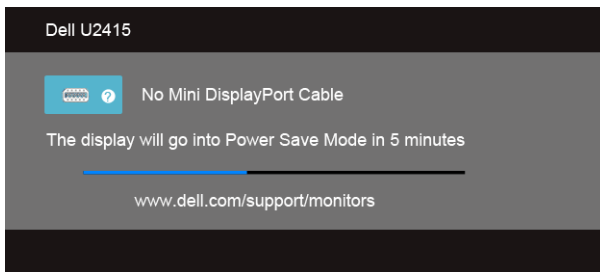 Dell U2415
No Mini DisplayPort Cable
The display will go into Power Save Mode in 5 minutes
www.dell.com/support/monitors